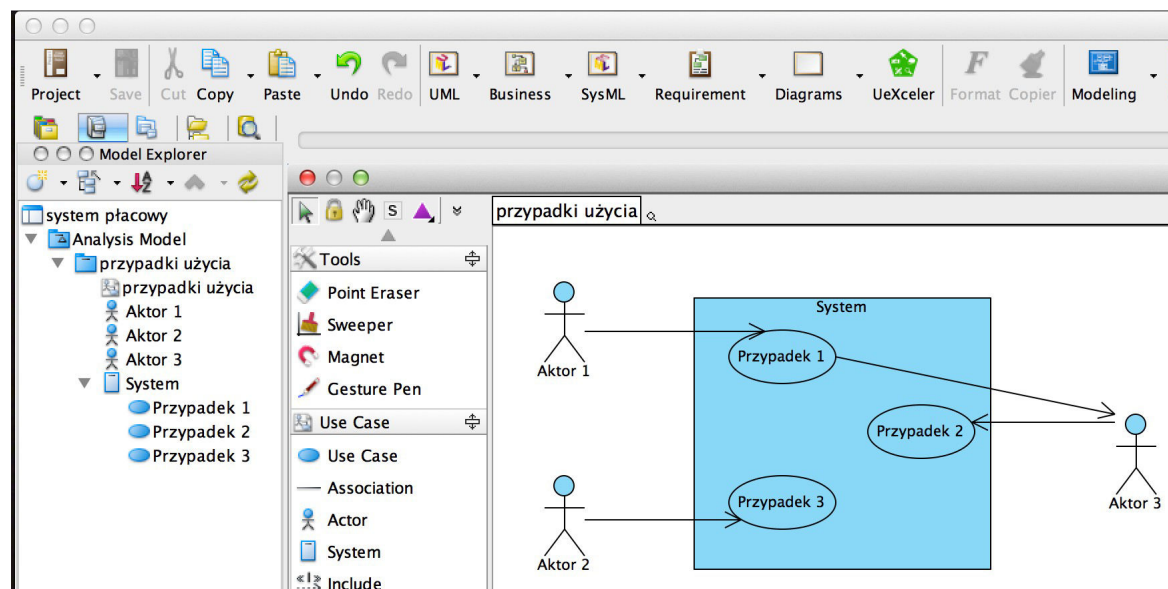 Project
Save
Cut
Copy
Paste
Undo
Redo
UML
Business
SysML
Requirement
Diagrams
UeXceler
Format Copier
Modeling
Model Explorer
system płacowy
Analysis Model
przypadki użycia
przypadki użycia
Aktor 1
Aktor 2
Aktor 3
System
Przypadek 1
Przypadek 2
Przypadek 3
S
Tools
Point Eraser
Sweeper
Magnet
Gesture Pen
Use Case
Use Case
Association
Actor
System
Include
przypadki użycia
System
Aktor 1
Przypadek 1
Przypadek 2
Aktor 3
Przypadek 3
Aktor 2